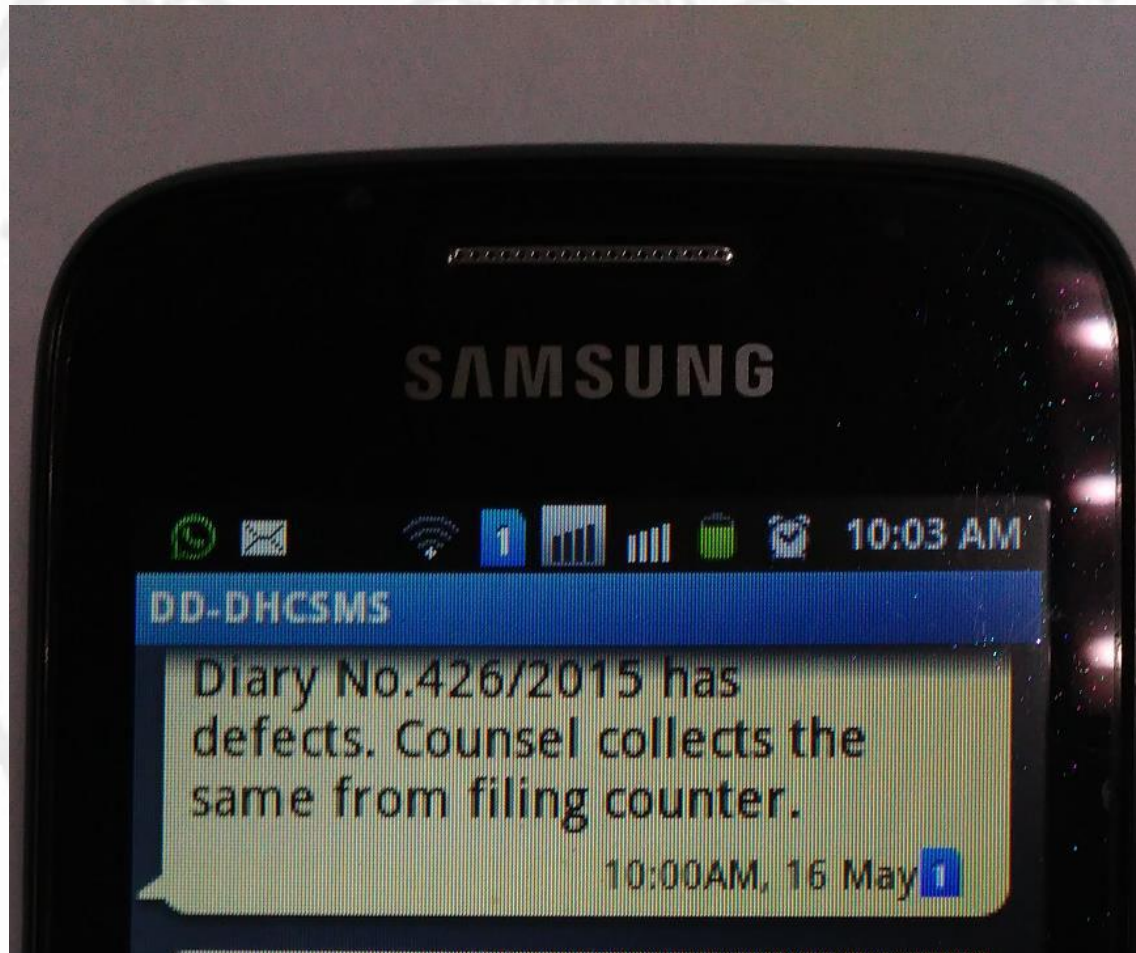 SAMSUNG
1
10:03 AM
DD-DHCSMS
Diary No.426/2015 has
defects. Counsel collects the
same from filing counter.
10:00AM, 16 May 1